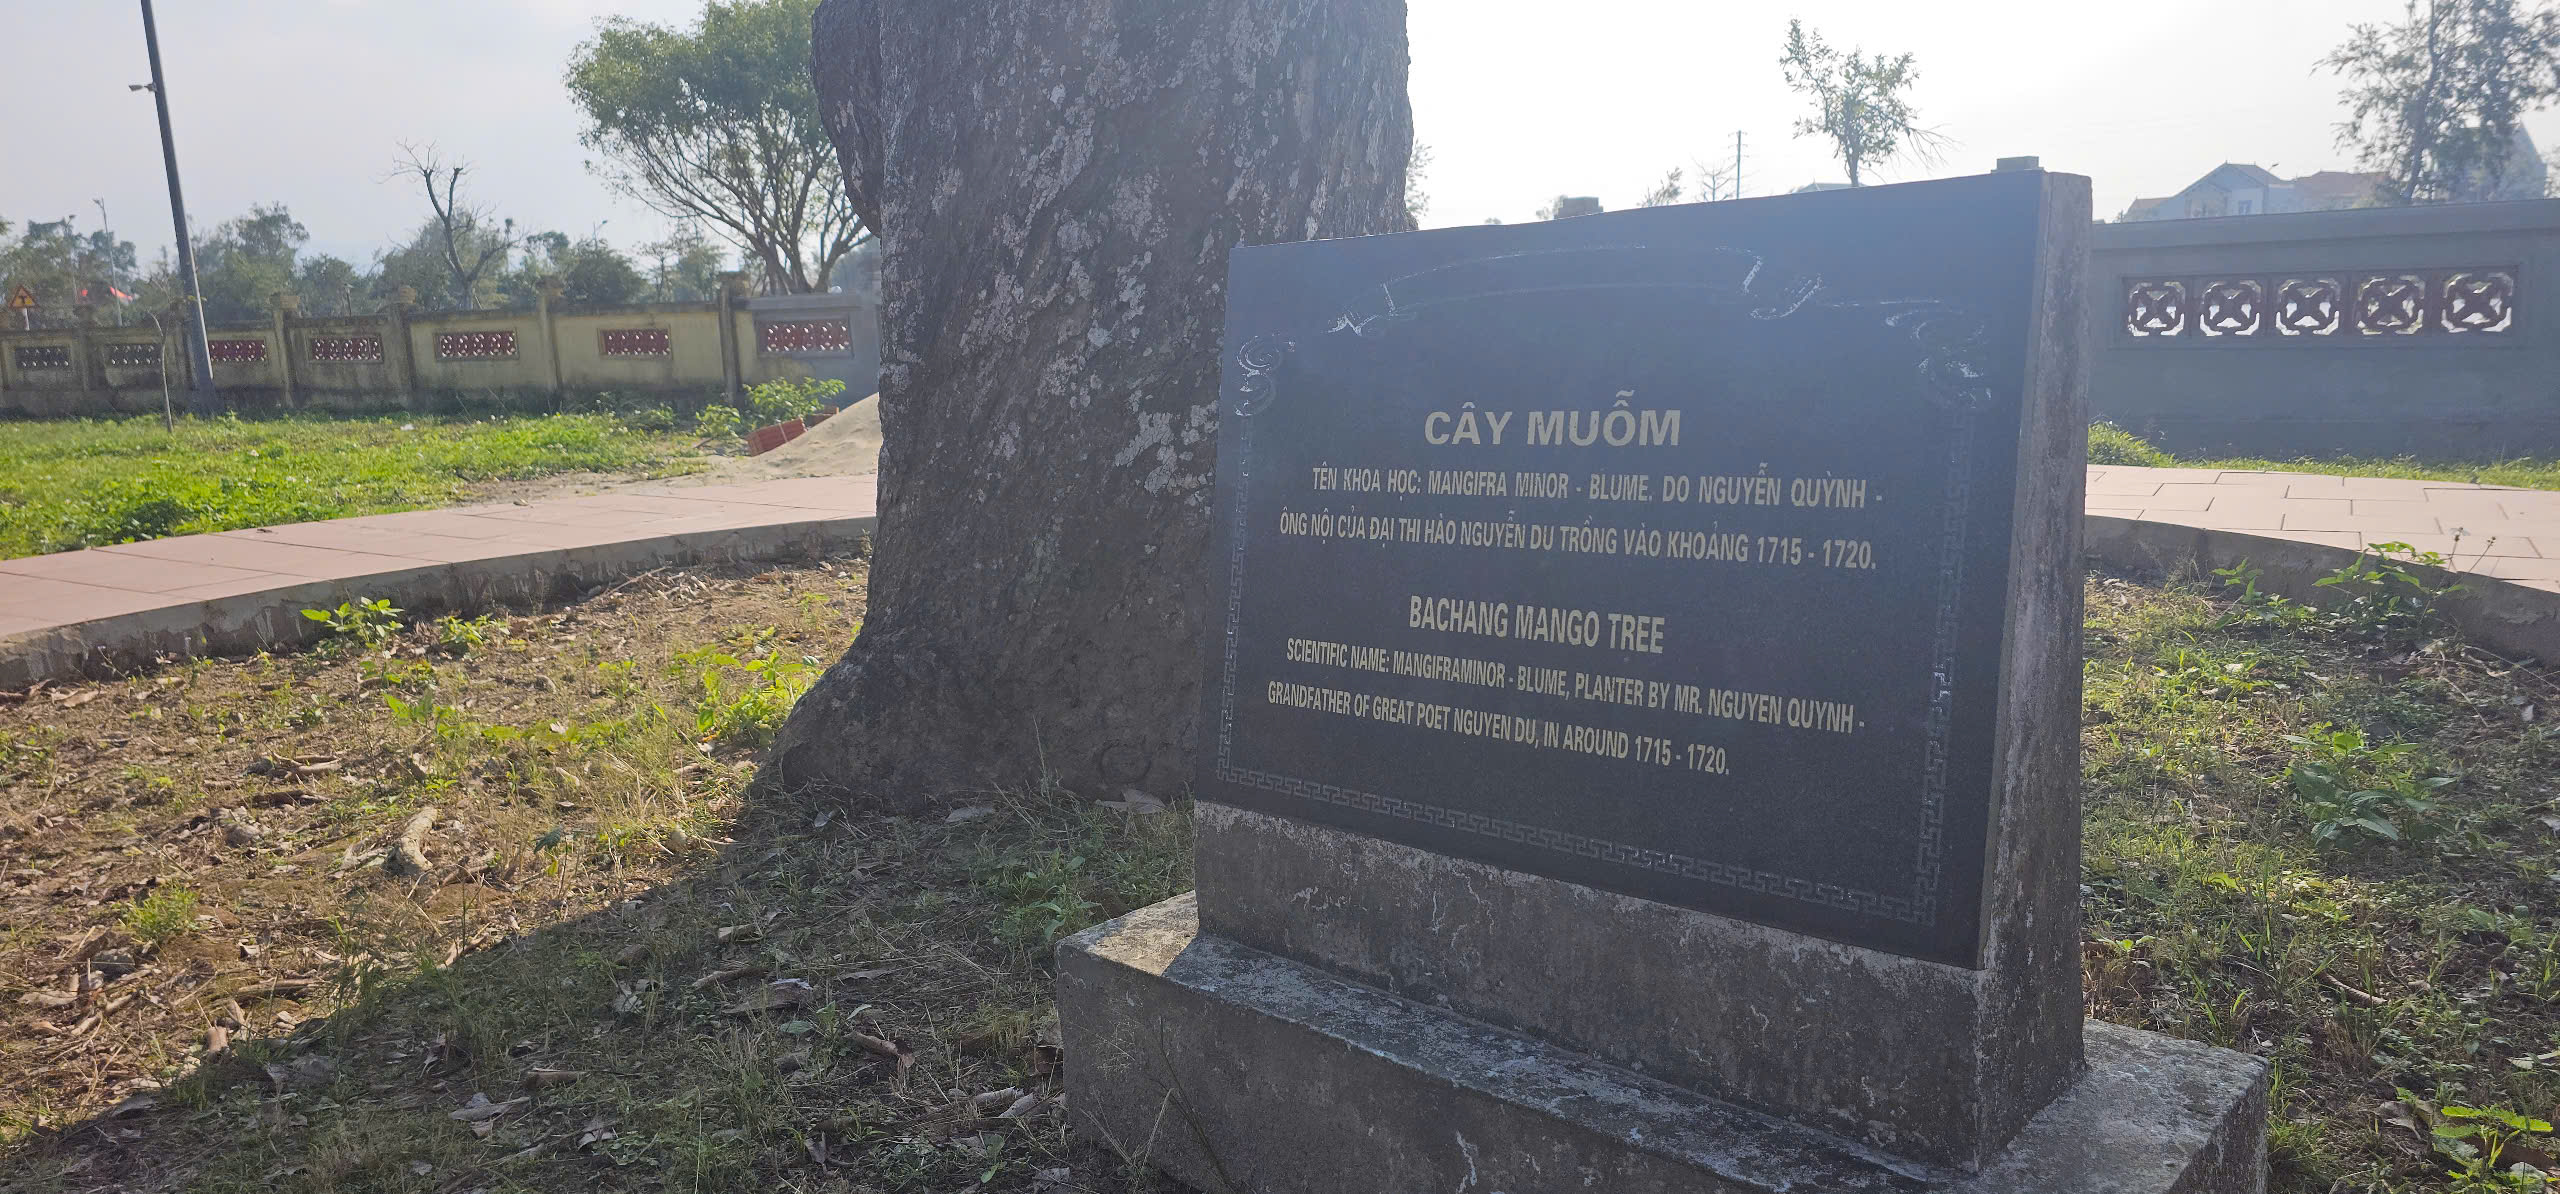 CÂY MUỖM
TÊN KHOA HỌC: MANGIFRA MINOR - BLUME. DO NGUYỄN QUỲNH -
ÔNG NỘI CỦA ĐẠI THI HÀO NGUYỄN DU TRỒNG VÀO KHOẢNG 1715 - 1720.
BACHANG MANGO TREE
SCIENTIFIC NAME: MANGIFRAMINOR - BLUME, PLANTER BY MR. NGUYEN QUYNH -
GRANDFATHER OF GREAT POET NGUYEN DU, IN AROUND 1715 - 1720.